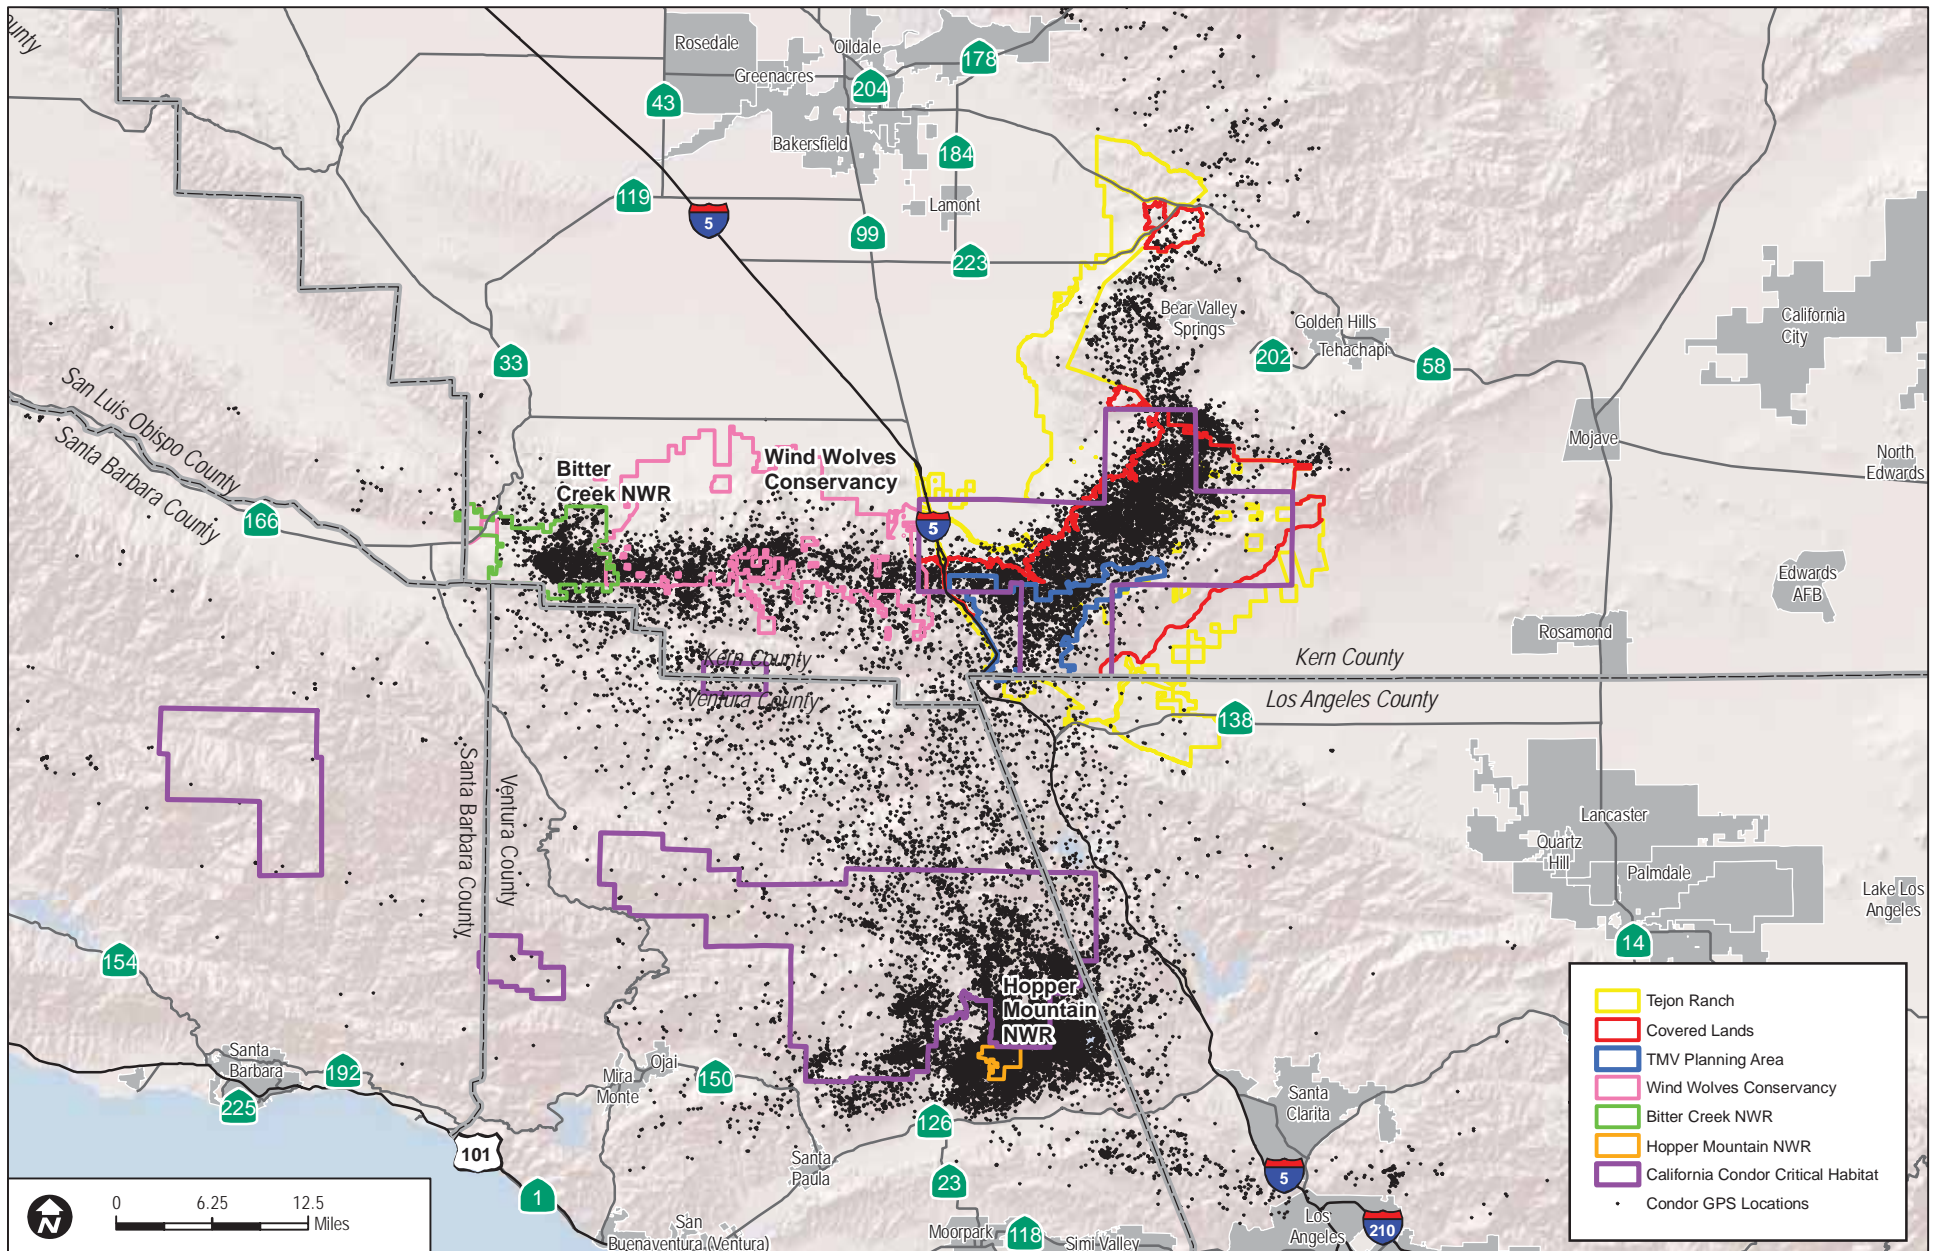 ounty
Rosedale
Oildale
178
Greenacres
204
43
Bakersfield
184
119
5
Lamont
99
223
Bear Valley
Springs
Golden Hills
Tehachapi
202
58
California
City
33
San Luis Obispo County
Santa Barbara County
166
Mojave
North
Edwards
Bitter
Creek NWR
Wind Wolves
Conservancy
5
Edwards
AFB
Rosamond
Kern County
Ventura County
Kern County
Los Angeles County
138
Santa Barbara County
Ventura County
Lancaster
Quartz
Hill
Palmdale
Lake Los
Angeles
14
154
Hopper
Mountain
NWR
Santa
Barbara
192
225
Ojai
Mira
Monte
150
126
Santa
Clarita
101
Santa
Paula
23
1
5
San
Buenaventura (Ventura)
Moorpark
118
Simi Valley
Los
Angeles
210
N
0 6.25 12.5
Miles
Tejon Ranch
Covered Lands
TMV Planning Area
Wind Wolves Conservancy
Bitter Creek NWR
Hopper Mountain NWR
California Condor Critical Habitat
Condor GPS Locations